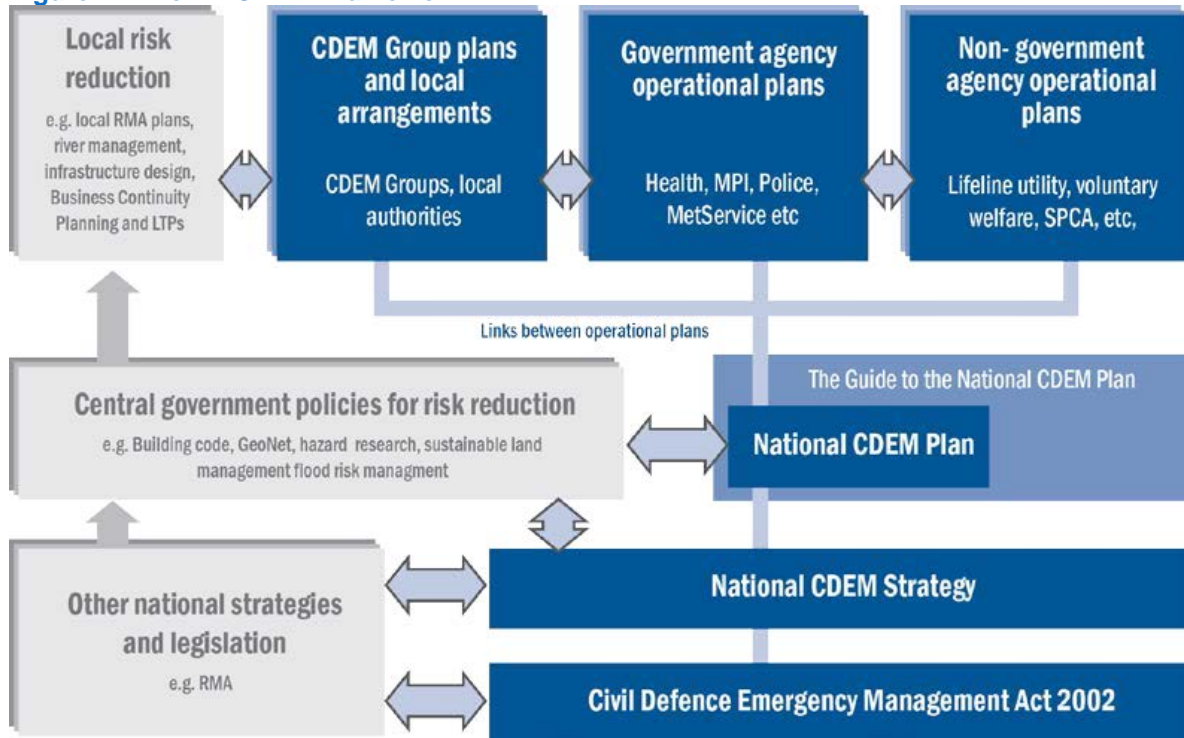 Local risk
reduction
e.g. local RMA plans,
river management,
infrastructure design,
Business Continuity
Planning and LTPs
CDEM Group plans
and local
arrangements
CDEM Groups, local
authorities
Government agency
operational plans
Health, MPI, Police,
MetService etc
Non- government
agency operational
plans
Lifeline utility, voluntary
welfare, SPCA, etc,
Links between operational plans
Central government policies for risk reduction
e.g. Building code, GeoNet, hazard research, sustainable land
management flood risk managment
The Guide to the National CDEM Plan
National CDEM Plan
Other national strategies
and legislation
e.g. RMA
National CDEM Strategy
Civil Defence Emergency Management Act 2002